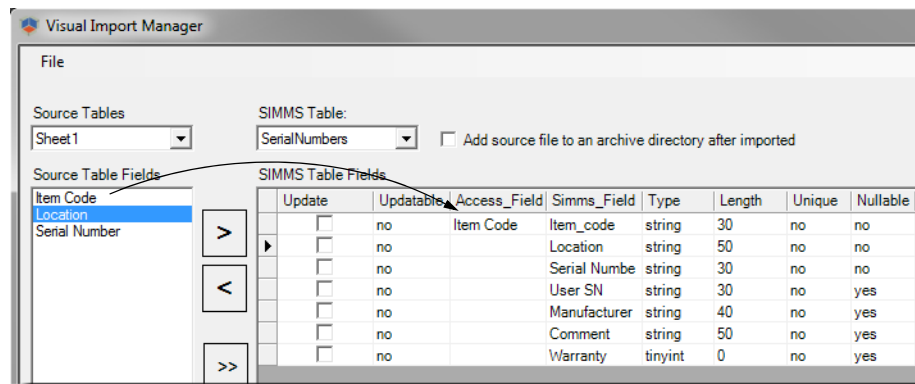 Visual Import Manager
File
Source Tables SIMMS Table:
Sheet1 SerialNumbers Add source file to an archive directory after imported
Source Table Fields SIMMS Table Fields
Item Code
Location
Serial Number
>
<
>>
Update Updatable Access_Field Simms_Field Type Length Unique Nullable
no Item Code Item_code string 30 no no
no Location string 50 no no
no Serial Numbe string 30 no no
no User SN string 30 no yes
no Manufacturer string 40 no yes
no Comment string 50 no yes
no Warranty tinyint 0 no yes